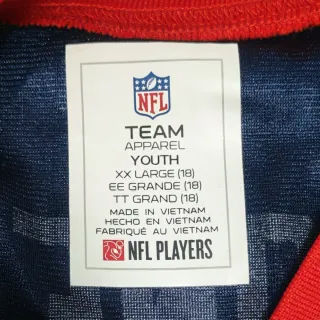 NFL
TEAM
APPAREL
YOUTH
XX LARGE (18)
EE GRANDE (18)
TT GRAND (18)
MADE IN VIETNAM
HECHO EN VIETNAM
FABRIQUÉ AU VIETNAM
NFL PLAYERS